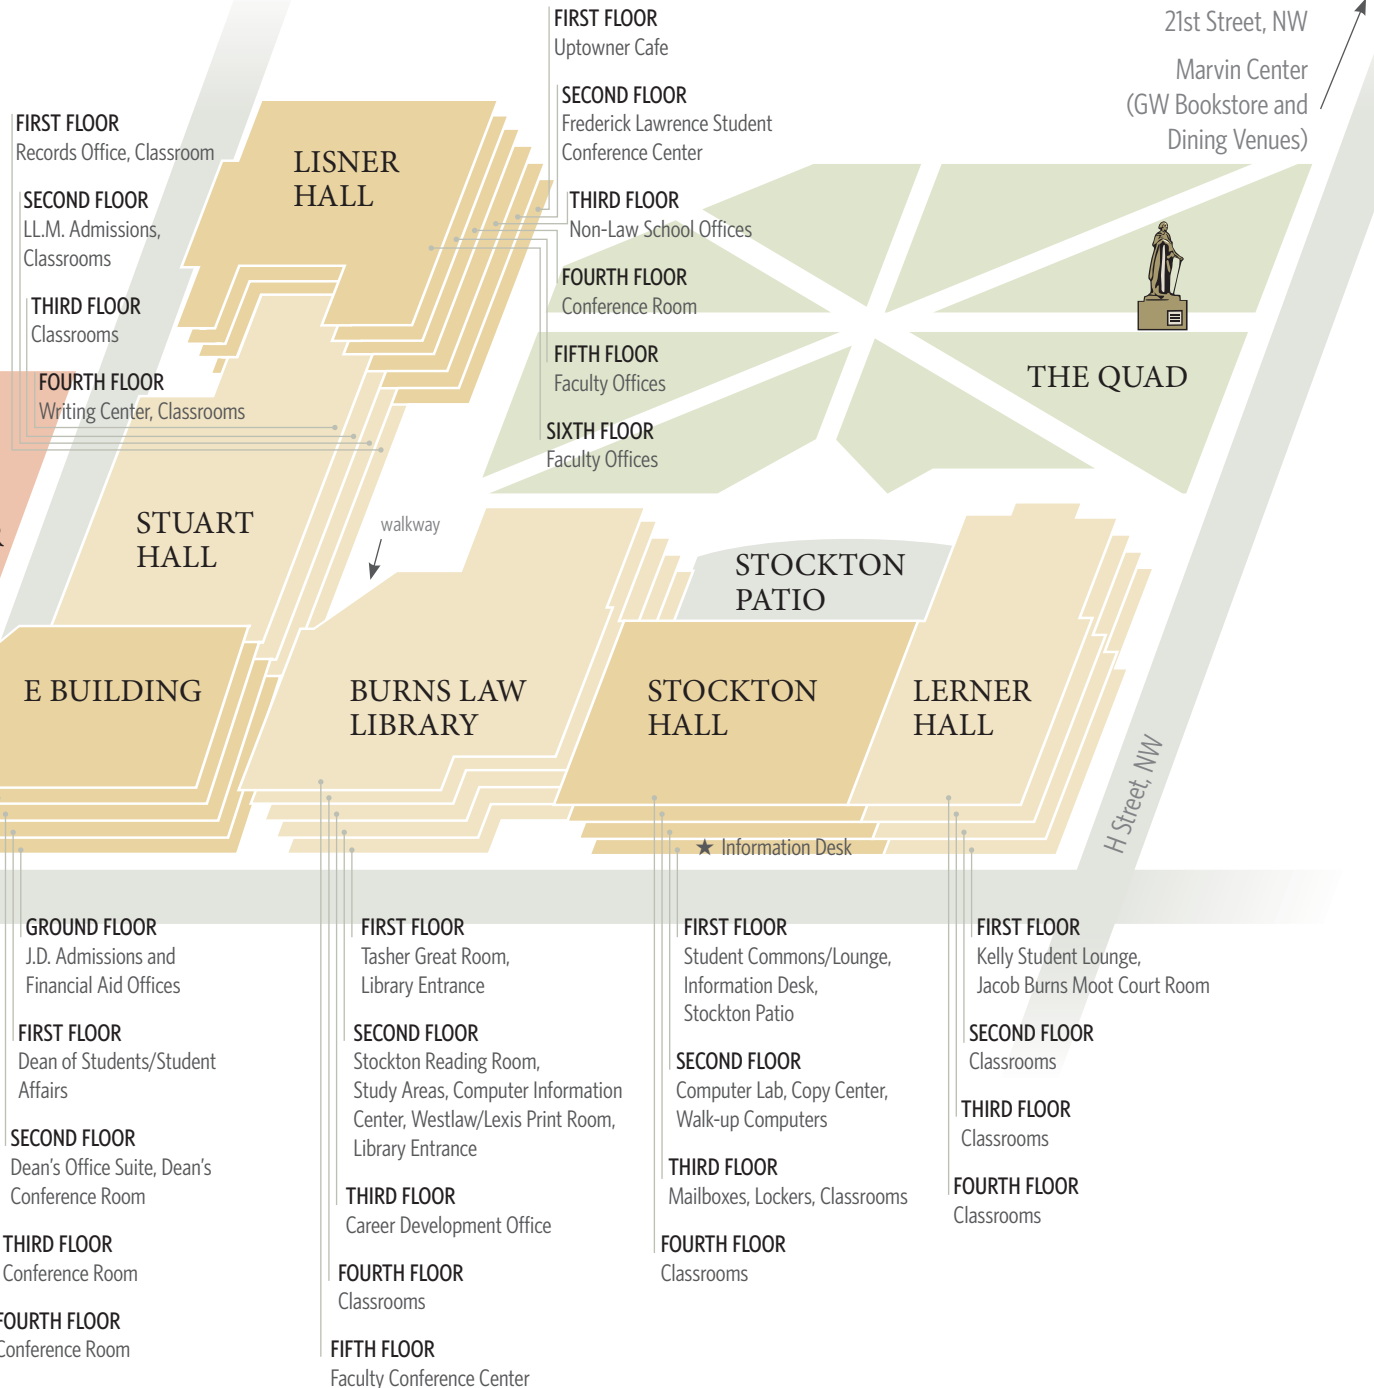 FIRST FLOOR
Uptowner Cafe
SECOND FLOOR
Frederick Lawrence Student
Conference Center
THIRD FLOOR
Non-Law School Offices
FOURTH FLOOR
Conference Room
FIFTH FLOOR
Faculty Offices
SIXTH FLOOR
Faculty Offices
21st Street, NW
Marvin Center
(GW Bookstore and
Dining Venues)
FIRST FLOOR
Records Office, Classroom
SECOND FLOOR
LL.M. Admissions,
Classrooms
THIRD FLOOR
Classrooms
FOURTH FLOOR
Writing Center, Classrooms
LISNER
HALL
THE QUAD
STUART
HALL
walkway
STOCKTON
PATIO
E BUILDING
BURNS LAW
LIBRARY
STOCKTON
HALL
LERNER
HALL
H Street, NW
★ Information Desk
GROUND FLOOR
J.D. Admissions and
Financial Aid Offices
FIRST FLOOR
Dean of Students/Student
Affairs
SECOND FLOOR
Dean's Office Suite, Dean's
Conference Room
THIRD FLOOR
Conference Room
FOURTH FLOOR
Conference Room
FIRST FLOOR
Tasher Great Room,
Library Entrance
SECOND FLOOR
Stockton Reading Room,
Study Areas, Computer Information
Center, Westlaw/Lexis Print Room,
Library Entrance
THIRD FLOOR
Career Development Office
FOURTH FLOOR
Classrooms
FIFTH FLOOR
Faculty Conference Center
FIRST FLOOR
Student Commons/Lounge,
Information Desk,
Stockton Patio
SECOND FLOOR
Computer Lab, Copy Center,
Walk-up Computers
THIRD FLOOR
Mailboxes, Lockers, Classrooms
FOURTH FLOOR
Classrooms
FIRST FLOOR
Kelly Student Lounge,
Jacob Burns Moot Court Room
SECOND FLOOR
Classrooms
THIRD FLOOR
Classrooms
FOURTH FLOOR
Classrooms